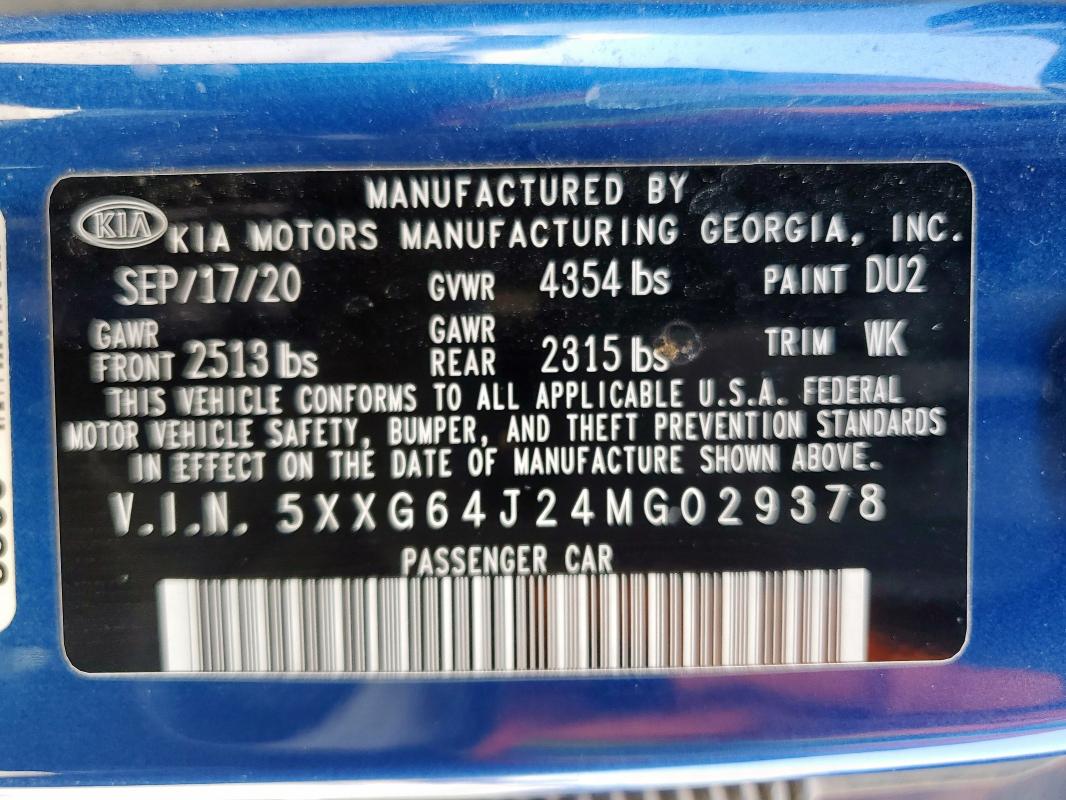 MANUFACTURED BY
KIA KIA MOTORS MANUFACTURING GEORGIA, INC.
SEP/17/20 GVWR 4354 lbs PAINT DU2
GAWR FRONT 2513 lbs GAWR REAR 2315 lbs TRIM WK
THIS VEHICLE CONFORMS TO ALL APPLICABLE U.S.A. FEDERAL
MOTOR VEHICLE SAFETY, BUMPER, AND THEFT PREVENTION STANDARDS
IN EFFECT ON THE DATE OF MANUFACTURE SHOWN ABOVE.
V.I.N. 5XXG64J24MG029378
PASSENGER CAR